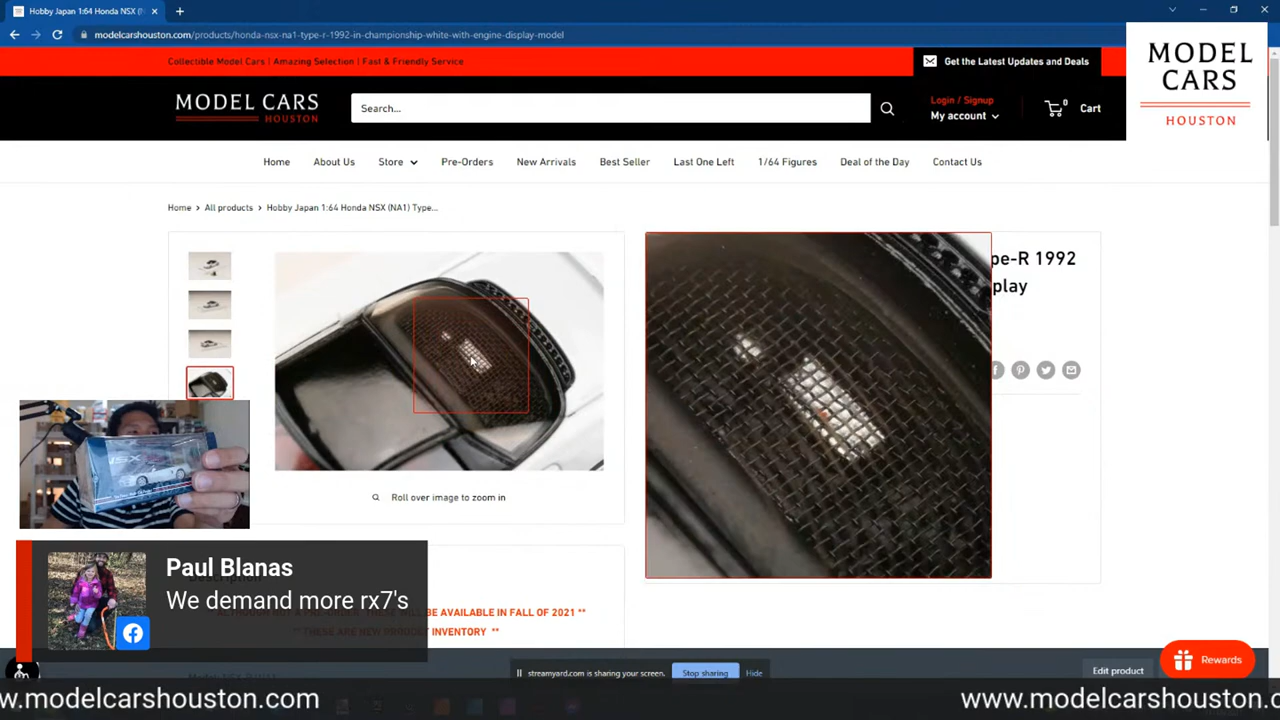 Hobby Japan 1:64 Honda NSX (N
modelcarshouston.com/products/honda-nsx-na1-type-r-1992-in-championship-white-with-engine-display-model
MODEL
CARS
HOUSTON
Collectible Model Cars | Amazing Selection | Fast & Friendly Service
Get the Latest Updates and Deals
MODEL CARS
HOUSTON
Search...
Login / Signup
My account
0
Cart
Home About Us Store Pre-Orders New Arrivals Best Seller Last One Left 1/64 Figures Deal of the Day Contact Us
Home > All products > Hobby Japan 1:64 Honda NSX (NA1) Type...
pe-R 1992
play
Roll over image to zoom in
NSX
Paul Blanas
We demand more rx7's
BE AVAILABLE IN FALL OF 2021 **
** THESE ARE NEW PRODUCT INVENTORY **
streamyard.com is sharing your screen. Stop sharing Hide
Edit product
Rewards
w.modelcarshouston.com
www.modelcarshouston.c